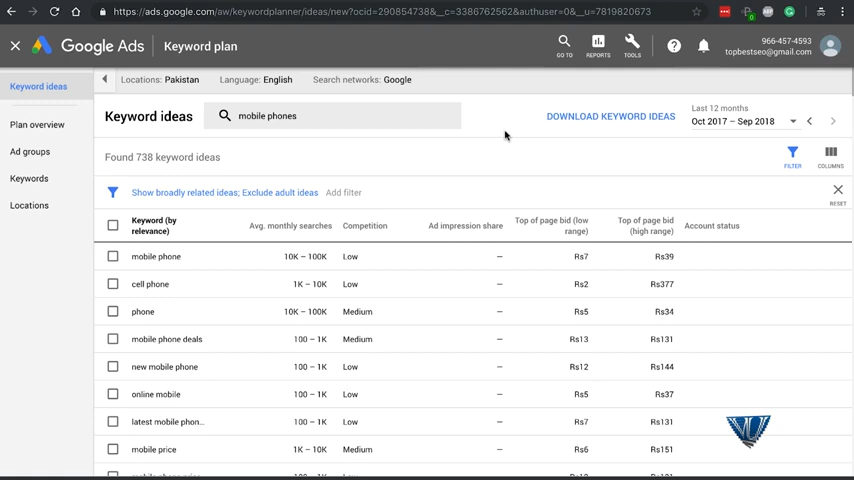 https://ads.google.com/aw/keywordplanner/ideas/new?ocid=290854738&__c=3386762562&authuser=0&__u=7819820673
Google Ads
Keyword plan
GO TO
REPORTS
TOOLS
966-457-4593
topbestseo@gmail.com
Keyword ideas
Plan overview
Ad groups
Keywords
Locations
Locations: Pakistan
Language: English
Search networks: Google
Keyword ideas
mobile phones
DOWNLOAD KEYWORD IDEAS
Last 12 months
Oct 2017 – Sep 2018
Found 738 keyword ideas
FILTER
COLUMNS
Show broadly related ideas; Exclude adult ideas Add filter
RESET
Keyword (by relevance) Avg. monthly searches Competition Ad impression share Top of page bid (low range) Top of page bid (high range) Account status
mobile phone 10K – 100K Low – Rs7 Rs39
cell phone 1K – 10K Low – Rs2 Rs377
phone 10K – 100K Medium – Rs5 Rs34
mobile phone deals 100 – 1K Medium – Rs13 Rs131
new mobile phone 100 – 1K Low – Rs12 Rs144
online mobile 100 – 1K Low – Rs5 Rs37
latest mobile phon... 100 – 1K Low – Rs7 Rs131
mobile price 1K – 10K Medium – Rs6 Rs151